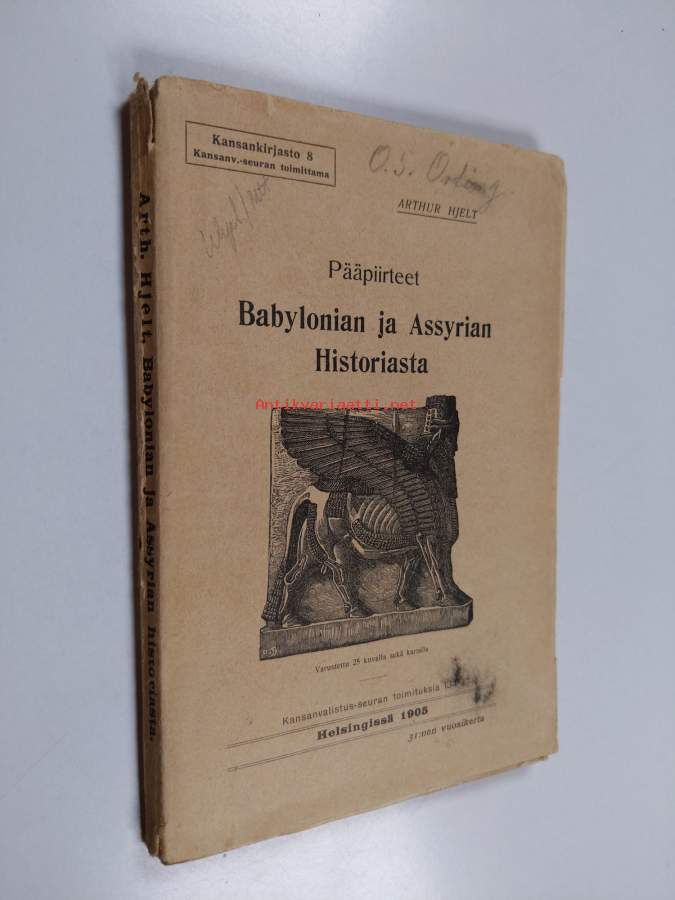 Kansankirjasto 8
Kansanv.-seuran toimittama
O. S.
ARTHUR HJELT
Pääpiirteet
Babylonian ja Assyrian
Historiasta
Antikvariaatti.net
Varustettu 28 kuvalla sekä kartalla
Kansanvalistus-seuran toimituksia
Helsingissä 1905
31:nen vuosikerta
Arth. Hjelt, Babylonian ja Assyrian historiasta.